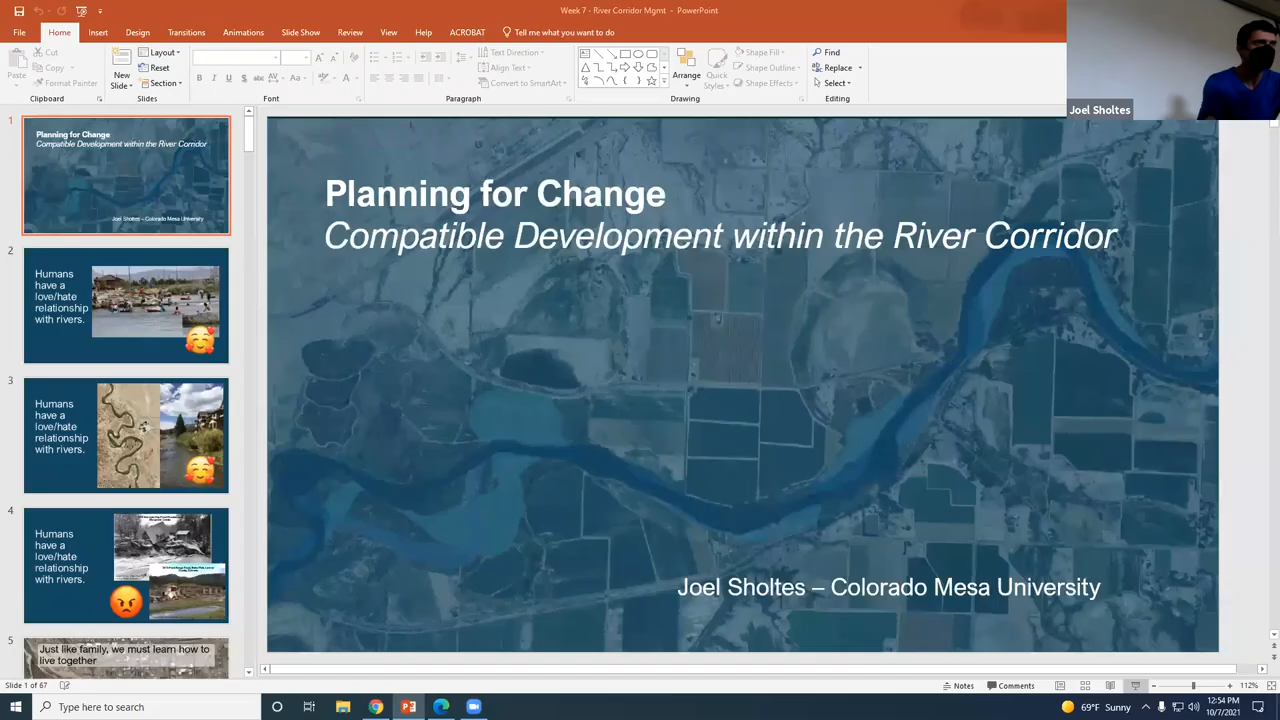 Week 7 - River Corridor Mgmt - PowerPoint
File Home Insert Design Transitions Animations Slide Show Review View Help ACROBAT Tell me what you want to do
Paste
Cut
Copy
Format Painter
Clipboard
New
Slide
Layout
Reset
Section
Slides
Font
Text Direction
Align Text
Convert to SmartArt
Paragraph
Arrange
Quick
Styles
Shape Fill
Shape Outline
Shape Effects
Drawing
Find
Replace
Select
Editing
Joel Sholtes
1
Planning for Change
Compatible Development within the River Corridor
Joel Sholtes – Colorado Mesa University
2
Humans
have a
love/hate
relationship
with rivers.
3
Humans
have a
love/hate
relationship
with rivers.
4
Humans
have a
love/hate
relationship
with rivers.
5
Just like family, we must learn how to
live together
Planning for Change
Compatible Development within the River Corridor
Joel Sholtes – Colorado Mesa University
Slide 1 of 67
Notes
Comments
112%
Type here to search
69°F Sunny
12:54 PM
10/7/2021